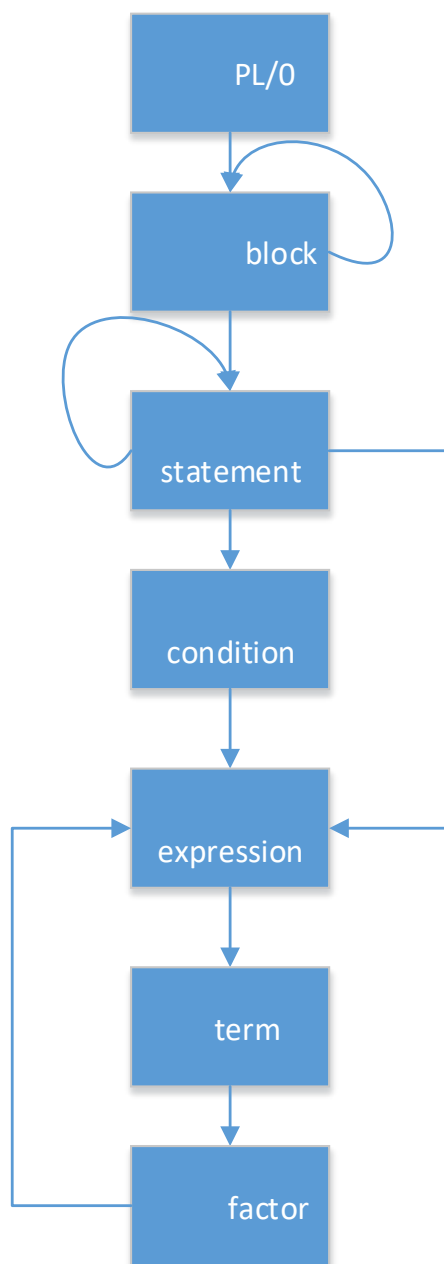 PL/0
block
statement
condition
expression
term
factor